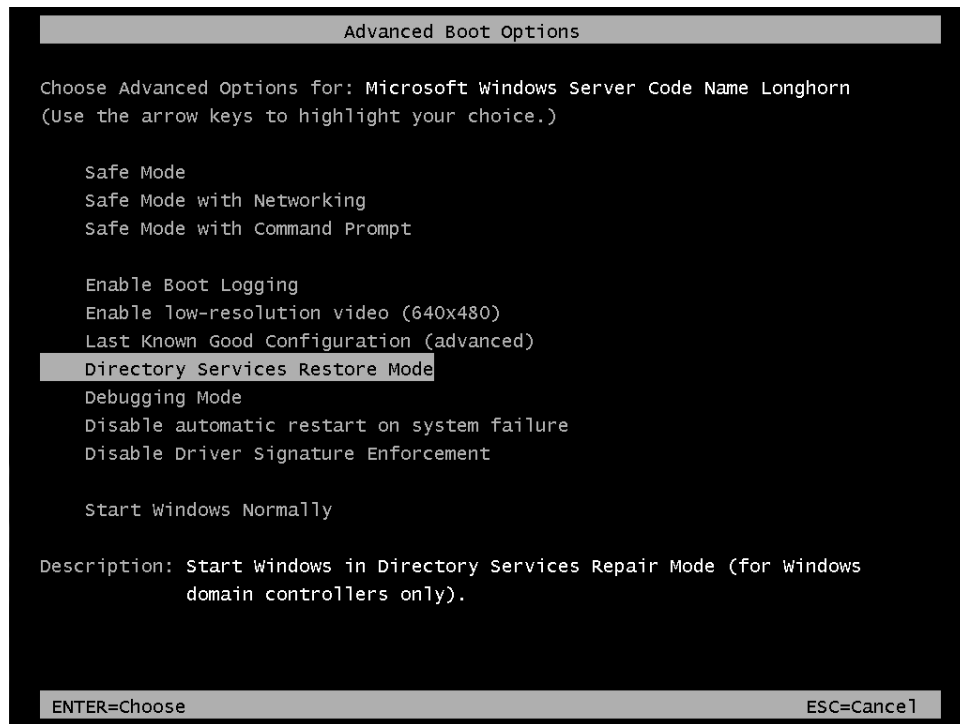 Advanced Boot Options
Choose Advanced Options for: Microsoft Windows Server Code Name Longhorn
(Use the arrow keys to highlight your choice.)
Safe Mode
Safe Mode with Networking
Safe Mode with Command Prompt
Enable Boot Logging
Enable low-resolution video (640x480)
Last Known Good Configuration (advanced)
Directory Services Restore Mode
Debugging Mode
Disable automatic restart on system failure
Disable Driver Signature Enforcement
Start Windows Normally
Description: Start Windows in Directory Services Repair Mode (for Windows
domain controllers only).
ENTER=Choose ESC=Cancel